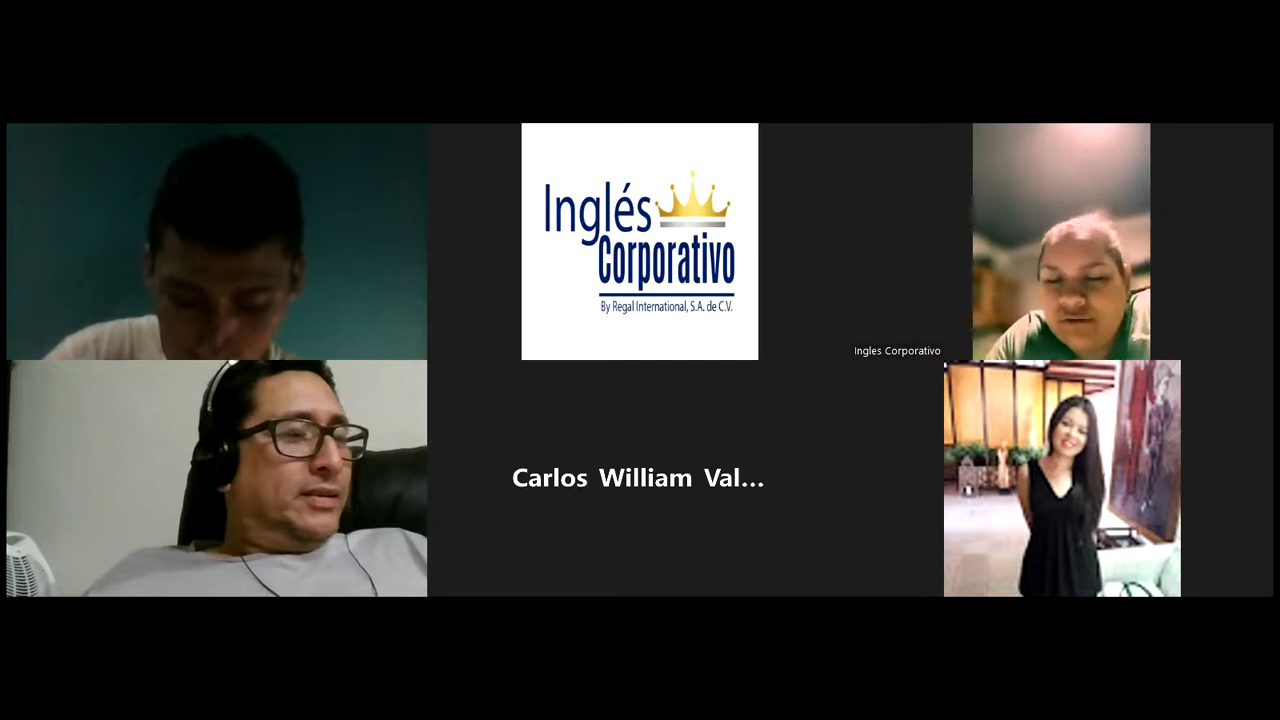 Inglés
Corporativo
By Regal International, S.A. de C.V.
Ingles Corporativo
Carlos William Val...